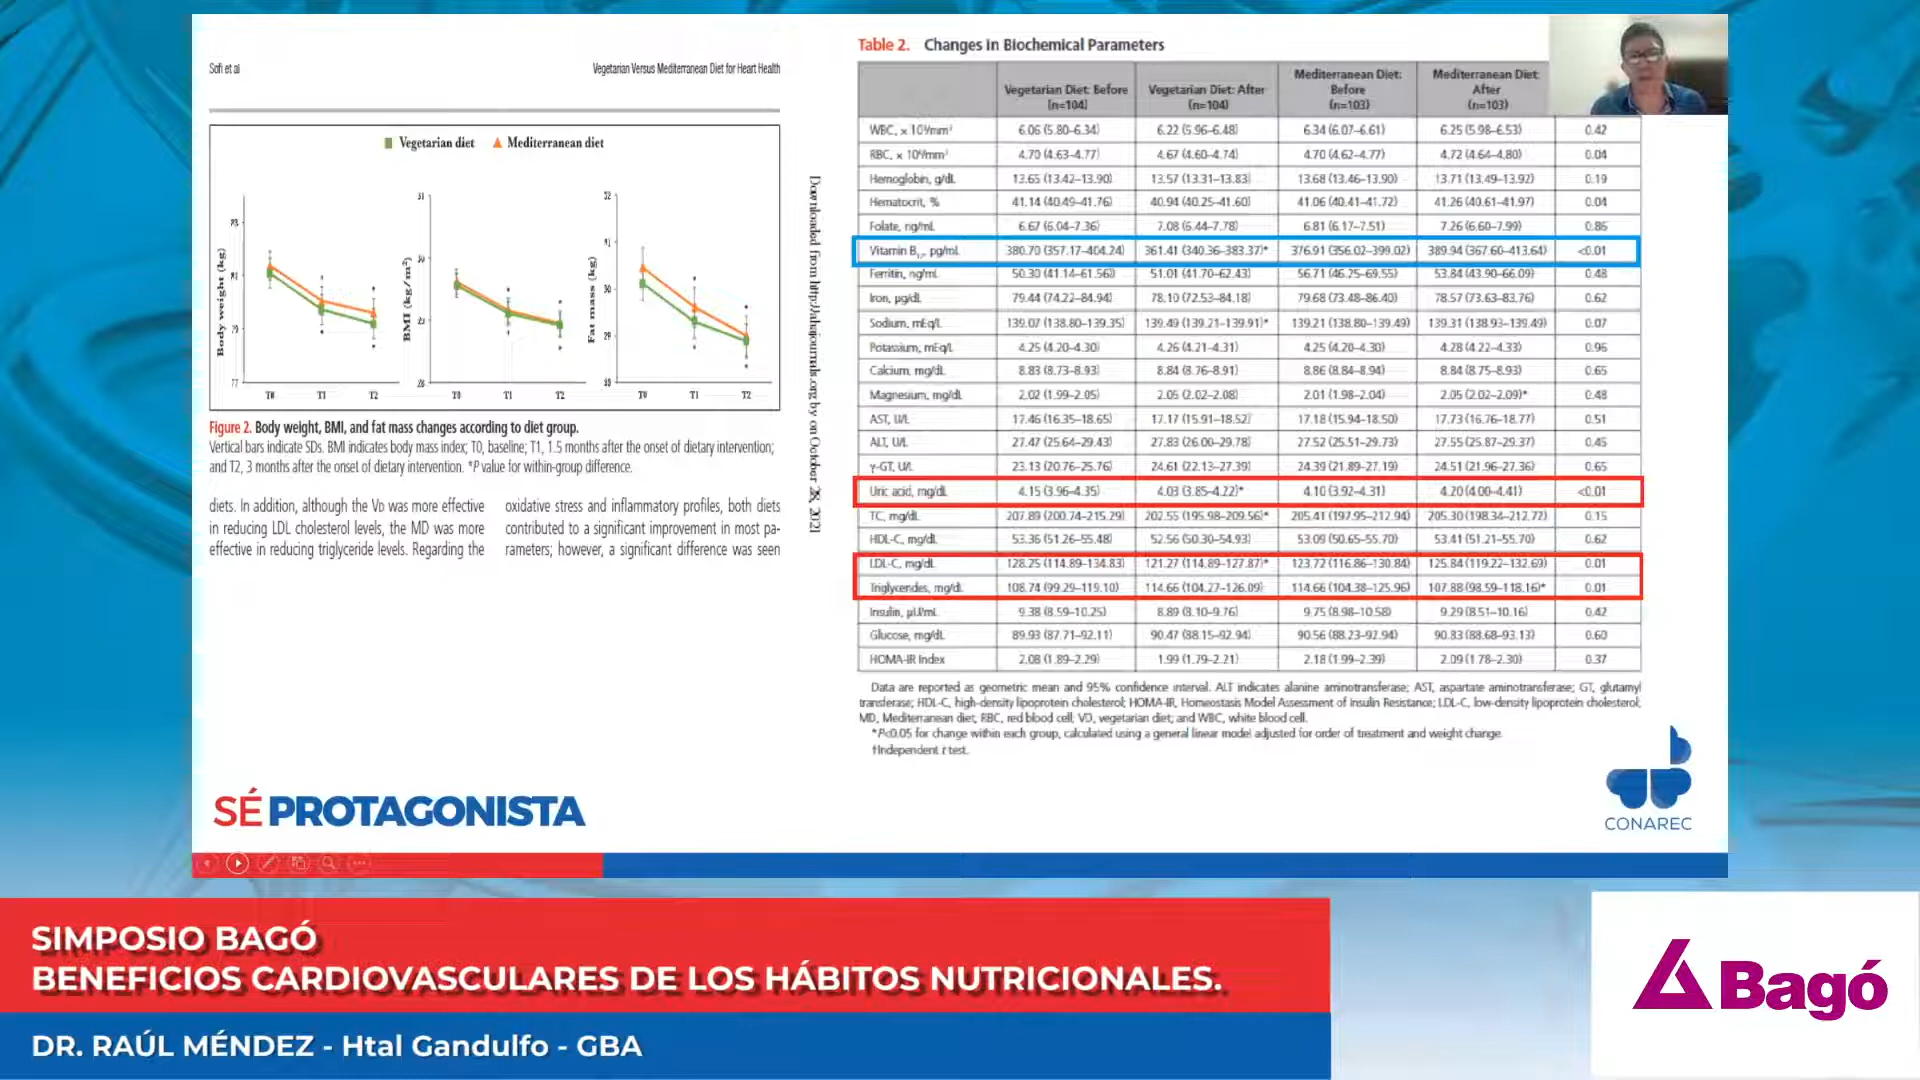 Sofi et al
Vegetarian Versus Mediterranean Diet for Heart Health
Vegetarian diet
Mediterranean diet
Body weight (kg)
BMI (kg/m²)
Fat mass (kg)
83
81
79
77
31
30
29
28
32
31
30
29
T0 T1 T2
T0 T1 T2
T0 T1 T2
Figure 2. Body weight, BMI, and fat mass changes according to diet group.
Vertical bars indicate SDs. BMI indicates body mass index; T0, baseline; T1, 1.5 months after the onset of dietary intervention;
and T2, 3 months after the onset of dietary intervention. *P value for within-group difference.
diets. In addition, although the VD was more effective
in reducing LDL cholesterol levels, the MD was more
effective in reducing triglyceride levels. Regarding the
oxidative stress and inflammatory profiles, both diets
contributed to a significant improvement in most pa-
rameters; however, a significant difference was seen
Downloaded from http://ahajournals.org by on October 28, 2021
Table 2. Changes in Biochemical Parameters
Vegetarian Diet: Before (n=104) Vegetarian Diet: After (n=104) Mediterranean Diet: Before (n=103) Mediterranean Diet: After (n=103)
WBC, × 10³/mm³ 6.06 (5.80–6.34) 6.22 (5.96–6.48) 6.34 (6.07–6.61) 6.25 (5.98–6.53) 0.42
RBC, × 10⁶/mm³ 4.70 (4.63–4.77) 4.67 (4.60–4.74) 4.70 (4.62–4.77) 4.72 (4.64–4.80) 0.04
Hemoglobin, g/dL 13.65 (13.42–13.90) 13.57 (13.31–13.83) 13.68 (13.46–13.90) 13.71 (13.49–13.92) 0.19
Hematocrit, % 41.14 (40.49–41.76) 40.94 (40.25–41.60) 41.06 (40.41–41.72) 41.26 (40.61–41.97) 0.04
Folate, ng/mL 6.67 (6.04–7.36) 7.08 (6.44–7.78) 6.81 (6.17–7.51) 7.26 (6.60–7.99) 0.86
Vitamin B₁₂, pg/mL 380.70 (357.17–404.24) 361.41 (340.36–383.37)* 376.91 (356.02–399.02) 389.94 (367.60–413.64) <0.01
Ferritin, ng/mL 50.30 (41.14–61.56) 51.01 (41.70–62.43) 56.71 (46.25–69.55) 53.84 (43.90–66.09) 0.48
Iron, µg/dL 79.44 (74.22–84.94) 78.10 (72.53–84.18) 79.68 (73.48–86.40) 78.57 (73.63–83.76) 0.62
Sodium, mEq/L 139.07 (138.80–139.35) 139.49 (139.21–139.91)* 139.21 (138.80–139.49) 139.31 (138.93–139.49) 0.07
Potassium, mEq/L 4.25 (4.20–4.30) 4.26 (4.21–4.31) 4.25 (4.20–4.30) 4.28 (4.22–4.33) 0.96
Calcium, mg/dL 8.83 (8.73–8.93) 8.84 (8.76–8.91) 8.86 (8.84–8.94) 8.84 (8.75–8.93) 0.65
Magnesium, mg/dL 2.02 (1.99–2.05) 2.05 (2.02–2.08) 2.01 (1.98–2.04) 2.05 (2.02–2.09)* 0.48
AST, U/L 17.46 (16.35–18.65) 17.17 (15.91–18.52) 17.18 (15.94–18.50) 17.73 (16.76–18.77) 0.51
ALT, U/L 27.47 (25.64–29.43) 27.83 (26.00–29.78) 27.52 (25.51–29.73) 27.55 (25.87–29.37) 0.45
γ-GT, U/L 23.13 (20.76–25.76) 24.61 (22.13–27.39) 24.39 (21.89–27.19) 24.51 (21.96–27.36) 0.65
Uric acid, mg/dL 4.15 (3.96–4.35) 4.03 (3.85–4.22)* 4.10 (3.92–4.31) 4.20 (4.00–4.41) <0.01
TC, mg/dL 207.89 (200.74–215.29) 202.55 (195.98–209.56)* 205.41 (197.95–212.94) 205.30 (198.34–212.72) 0.15
HDL-C, mg/dL 53.36 (51.26–55.48) 52.56 (50.30–54.93) 53.09 (50.65–55.70) 53.41 (51.21–55.70) 0.62
LDL-C, mg/dL 128.25 (114.89–134.83) 121.27 (114.89–127.87)* 123.72 (116.86–130.84) 125.84 (119.22–132.69) 0.01
Triglycerides, mg/dL 108.74 (99.29–119.10) 114.66 (104.27–126.09) 114.66 (104.38–125.96) 107.88 (98.59–118.16)* 0.01
Insulin, µU/mL 9.38 (8.59–10.25) 8.89 (8.10–9.76) 9.75 (8.98–10.58) 9.29 (8.51–10.16) 0.42
Glucose, mg/dL 89.93 (87.71–92.11) 90.47 (88.15–92.94) 90.56 (88.23–92.94) 90.83 (88.68–93.13) 0.60
HOMA-IR Index 2.08 (1.89–2.29) 1.99 (1.79–2.21) 2.18 (1.99–2.39) 2.09 (1.78–2.30) 0.37
Data are reported as geometric mean and 95% confidence interval. ALT indicates alanine aminotransferase; AST, aspartate aminotransferase; GT, glutamyl
transferase; HDL-C, high-density lipoprotein cholesterol; HOMA-IR, Homeostasis Model Assessment of Insulin Resistance; LDL-C, low-density lipoprotein cholesterol;
MD, Mediterranean diet; RBC, red blood cell; VD, vegetarian diet; and WBC, white blood cell.
*P<0.05 for change within each group, calculated using a general linear model adjusted for order of treatment and weight change.
†Independent t test.
SÉ PROTAGONISTA
CONAREC
SIMPOSIO BAGÓ
BENEFICIOS CARDIOVASCULARES DE LOS HÁBITOS NUTRICIONALES.
DR. RAÚL MÉNDEZ - Htal Gandulfo - GBA
Bagó